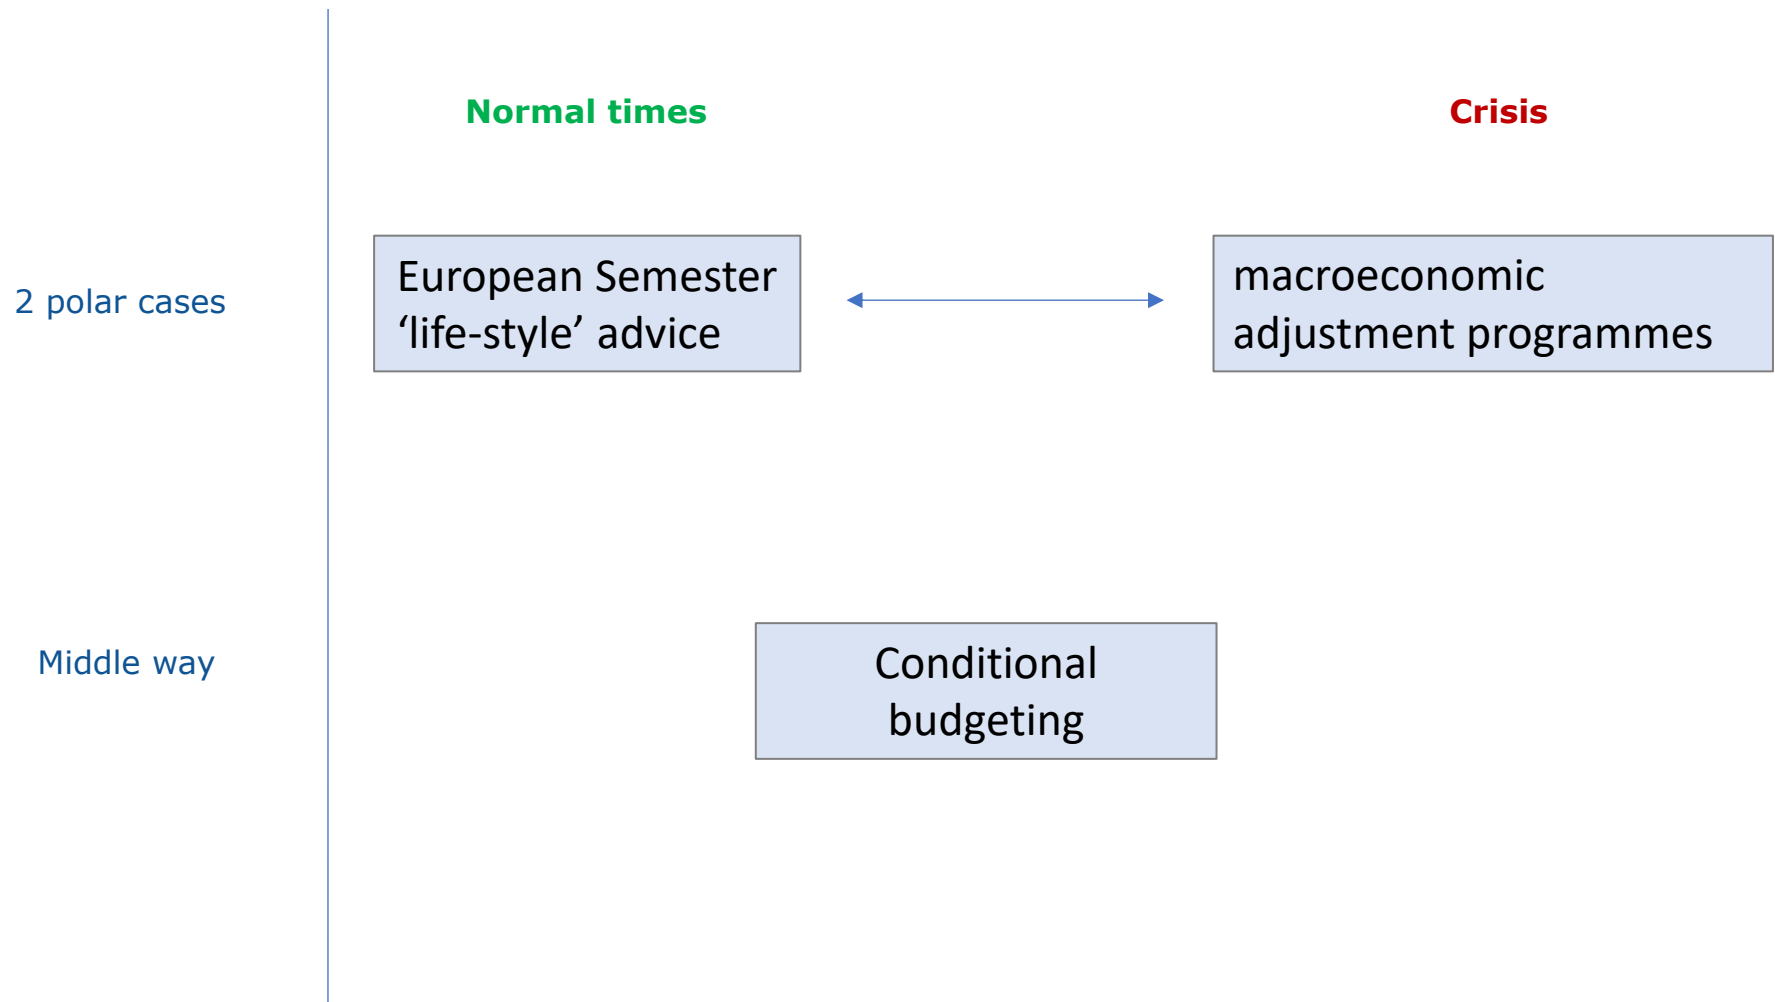 Normal times
Crisis
2 polar cases
European Semester
‘life-style’ advice
macroeconomic
adjustment programmes
Middle way
Conditional
budgeting